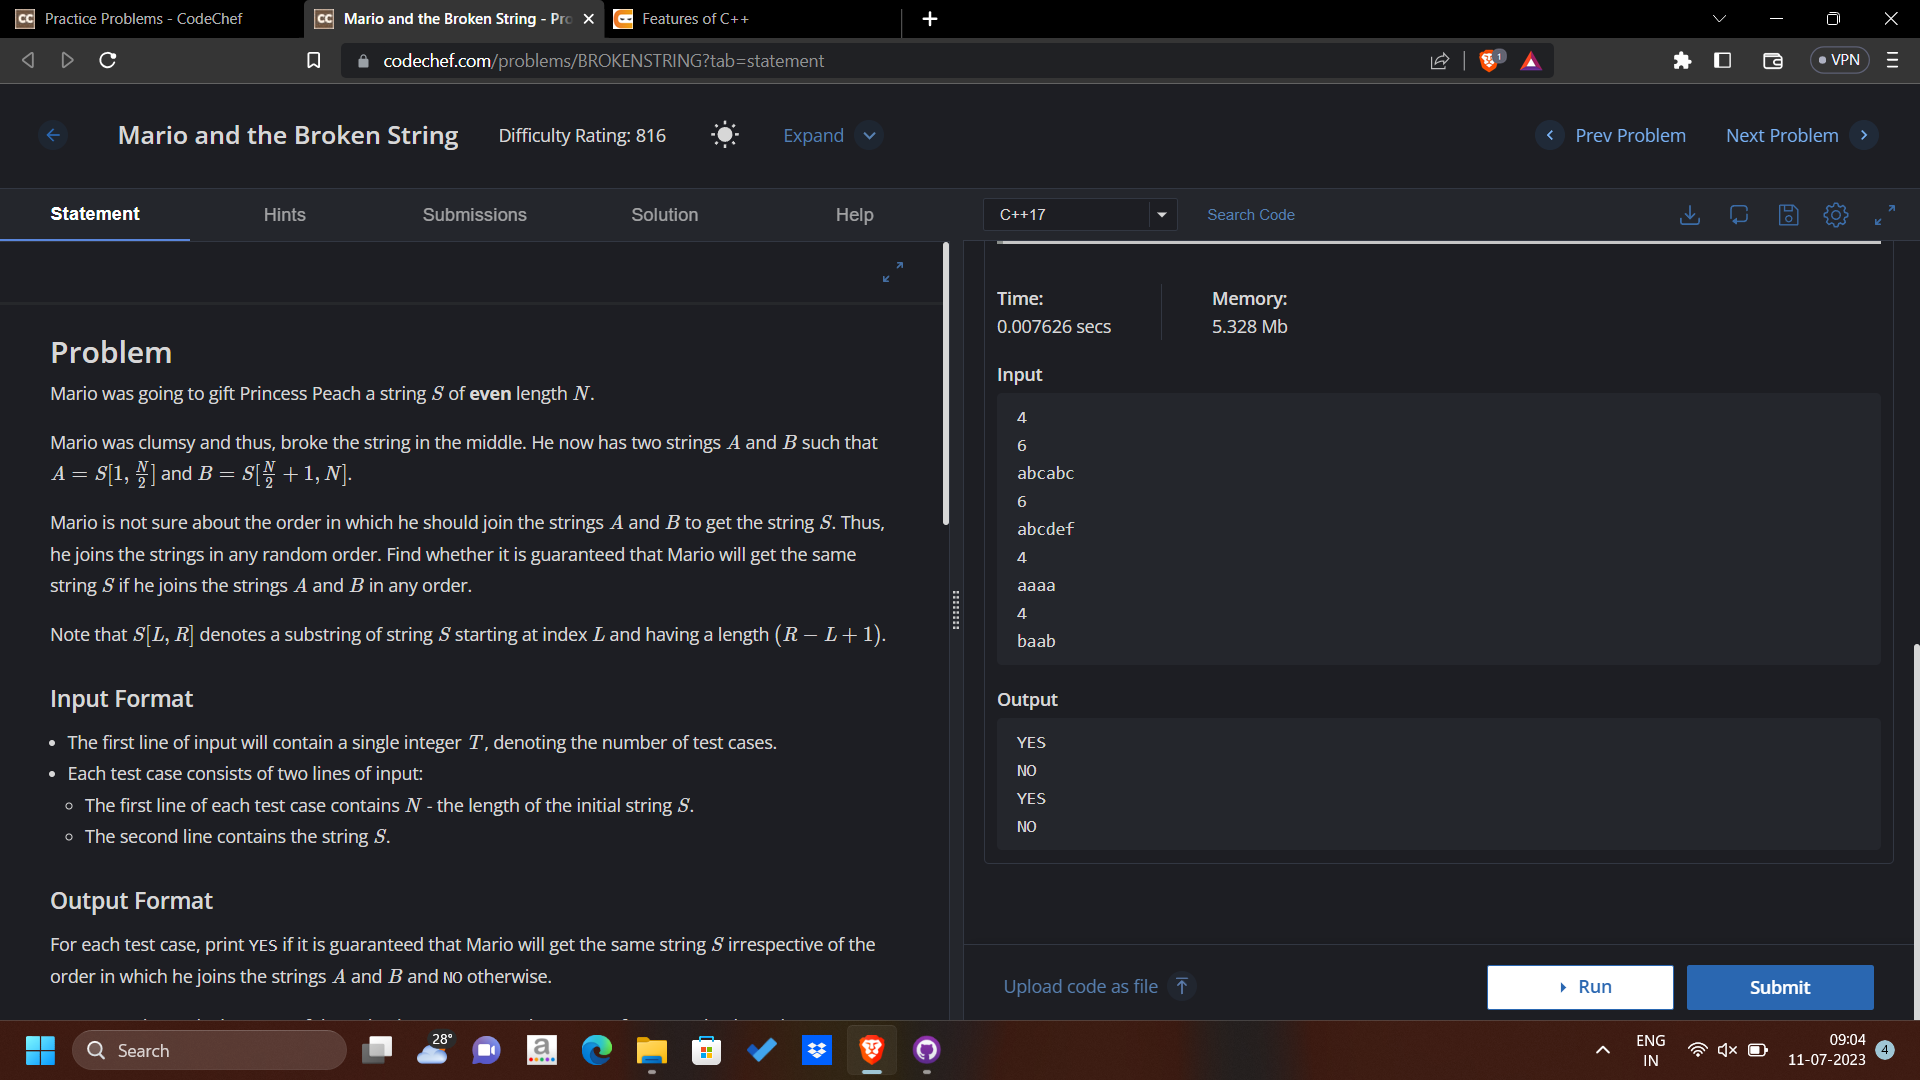 Practice Problems - CodeChef
Mario and the Broken String - Pro
Features of C++
codechef.com/problems/BROKENSTRING?tab=statement
1
VPN
Mario and the Broken String
Difficulty Rating: 816
Expand
Prev Problem
Next Problem
Statement
Hints
Submissions
Solution
Help
C++17
Search Code
Problem
Mario was going to gift Princess Peach a string S of even length N.
Mario was clumsy and thus, broke the string in the middle. He now has two strings A and B such that
A = S[1, N/2] and B = S[N/2 + 1, N].
Mario is not sure about the order in which he should join the strings A and B to get the string S. Thus,
he joins the strings in any random order. Find whether it is guaranteed that Mario will get the same
string S if he joins the strings A and B in any order.
Note that S[L, R] denotes a substring of string S starting at index L and having a length (R − L + 1).
Input Format
• The first line of input will contain a single integer T, denoting the number of test cases.
• Each test case consists of two lines of input:
◦ The first line of each test case contains N - the length of the initial string S.
◦ The second line contains the string S.
Output Format
For each test case, print YES if it is guaranteed that Mario will get the same string S irrespective of the
order in which he joins the strings A and B and NO otherwise.
Time:
0.007626 secs
Memory:
5.328 Mb
Input
4
6
abcabc
6
abcdef
4
aaaa
4
baab
Output
YES
NO
YES
NO
Upload code as file
Run
Submit
Search
28°
a
ENG
IN
09:04
11-07-2023
4